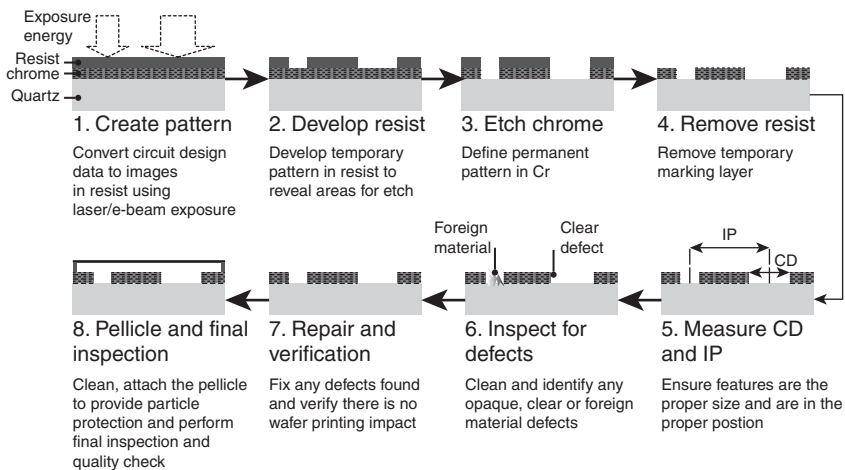 Exposure
energy
Resist
chrome
Quartz
1. Create pattern
Convert circuit design
data to images
in resist using
laser/e-beam exposure
2. Develop resist
Develop temporary
pattern in resist to
reveal areas for etch
3. Etch chrome
Define permanent
pattern in Cr
4. Remove resist
Remove temporary
marking layer
IP
CD
5. Measure CD
and IP
Ensure features are the
proper size and are in the
proper postion
Foreign
material
Clear
defect
6. Inspect for
defects
Clean and identify any
opaque, clear or foreign
material defects
7. Repair and
verification
Fix any defects found
and verify there is no
wafer printing impact
8. Pellicle and final
inspection
Clean, attach the pellicle
to provide particle
protection and perform
final inspection and
quality check